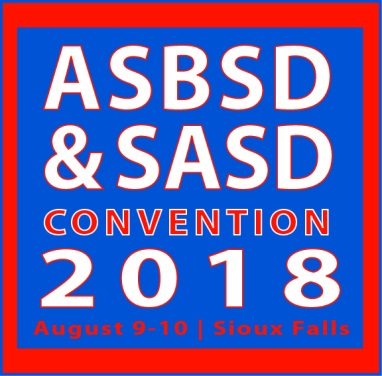 ASBSD
& SASD
CONVENTION
2018
August 9-10 | Sioux Falls